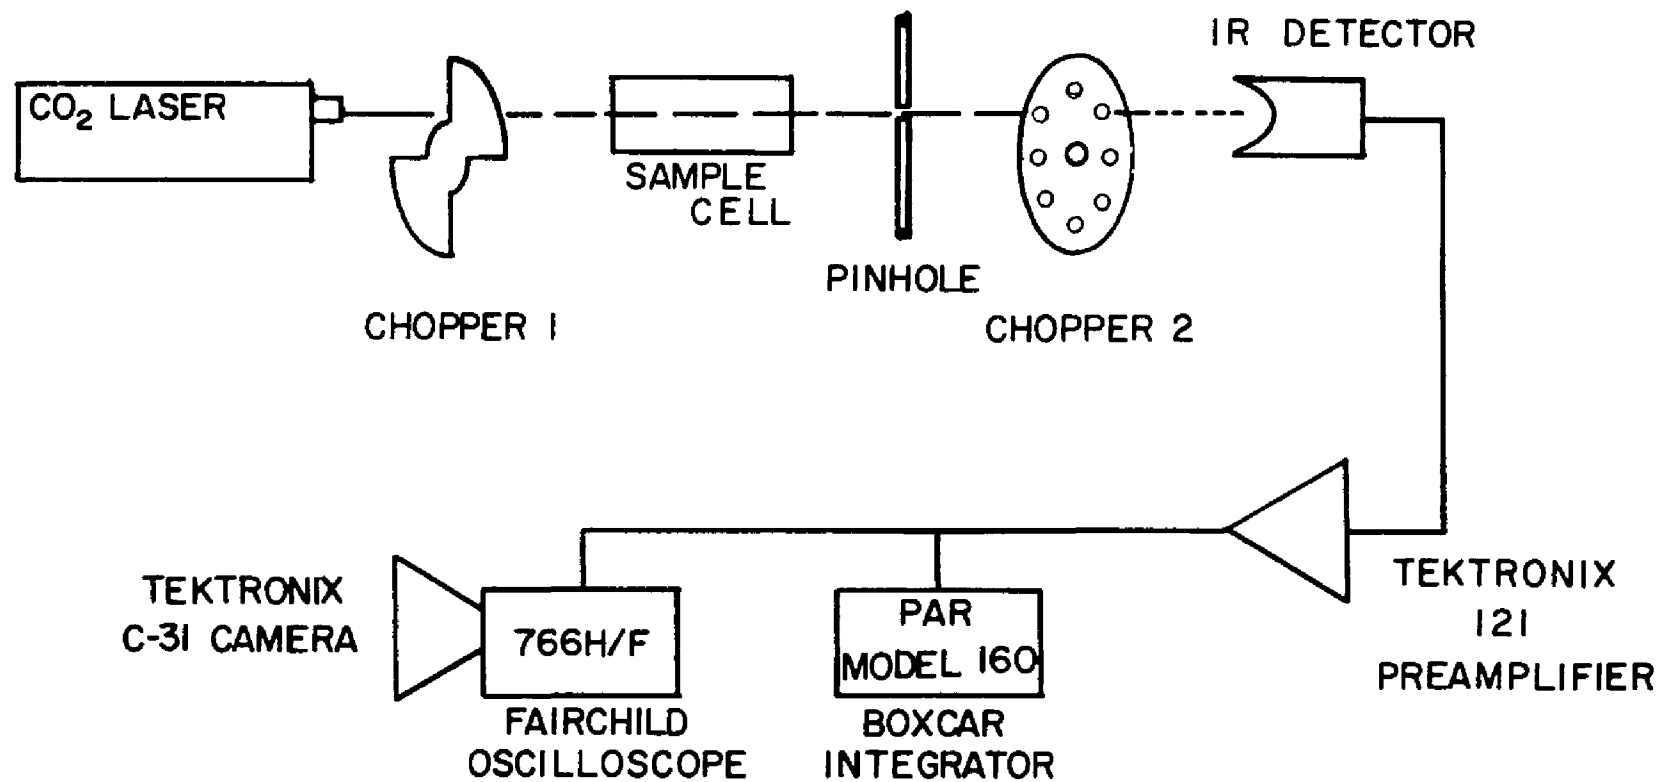 IR DETECTOR
CO₂ LASER
SAMPLE
CELL
PINHOLE
CHOPPER 1
CHOPPER 2
TEKTRONIX
C-31 CAMERA
766H/F
FAIRCHILD
OSCILLOSCOPE
PAR
MODEL 160
BOXCAR
INTEGRATOR
TEKTRONIX
121
PREAMPLIFIER